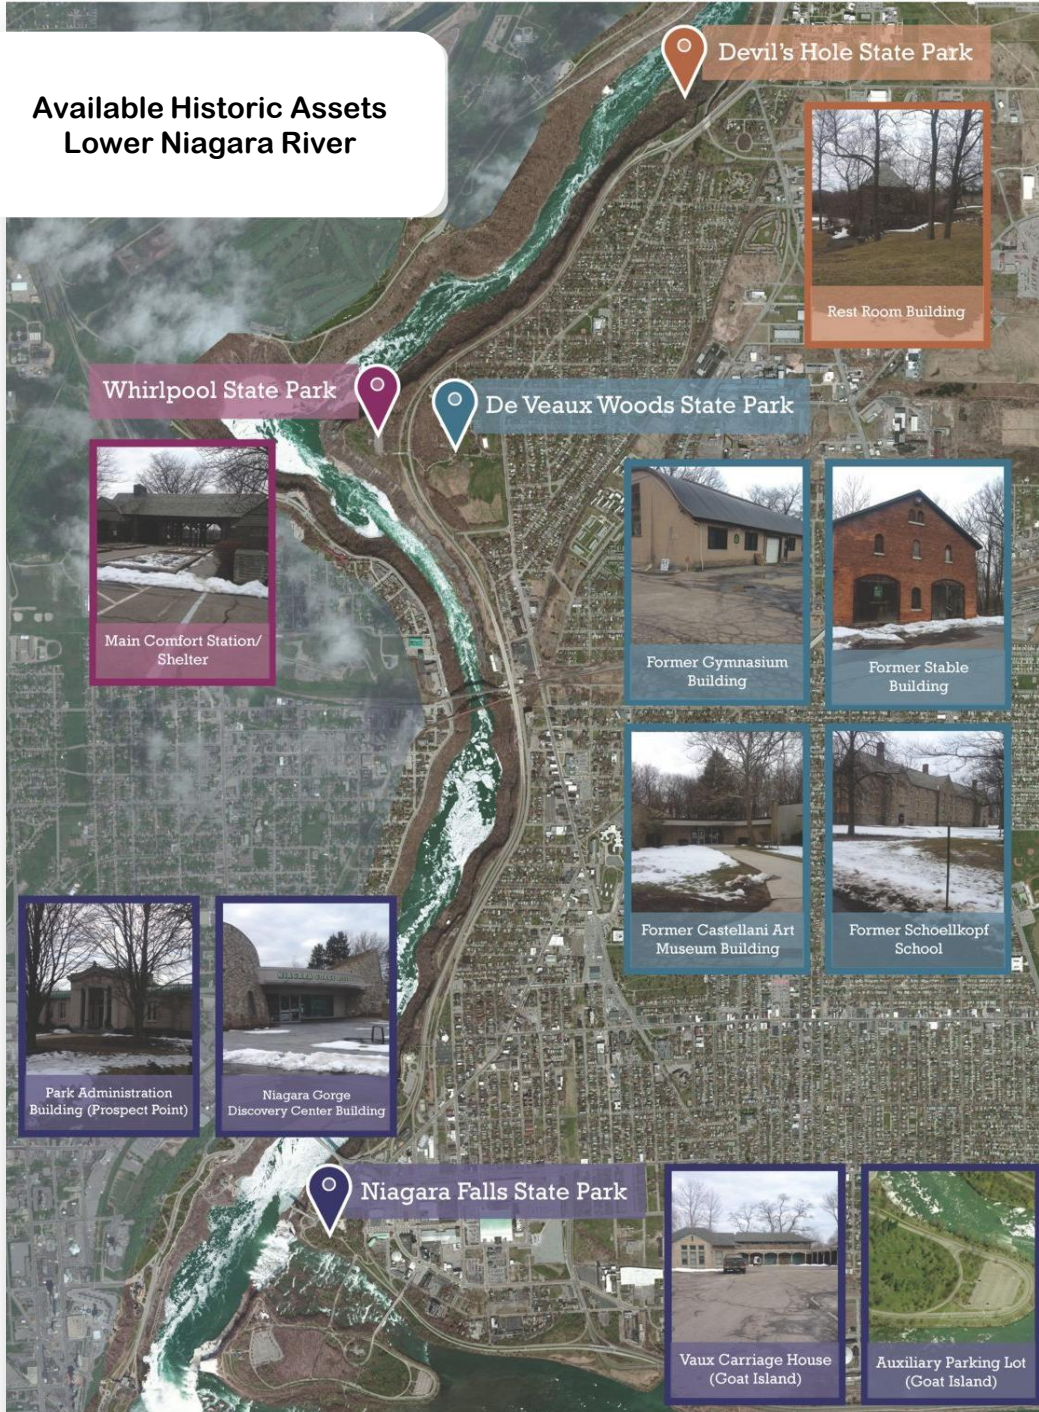 Available Historic Assets
Lower Niagara River
Devil's Hole State Park
Rest Room Building
Whirlpool State Park
De Veaux Woods State Park
Main Comfort Station/
Shelter
Former Gymnasium
Building
Former Stable
Building
Former Castellani Art
Museum Building
Former Schoellkopf
School
NIAGARA GORGE
Park Administration
Building (Prospect Point)
Niagara Gorge
Discovery Center Building
Niagara Falls State Park
Vaux Carriage House
(Goat Island)
Auxiliary Parking Lot
(Goat Island)